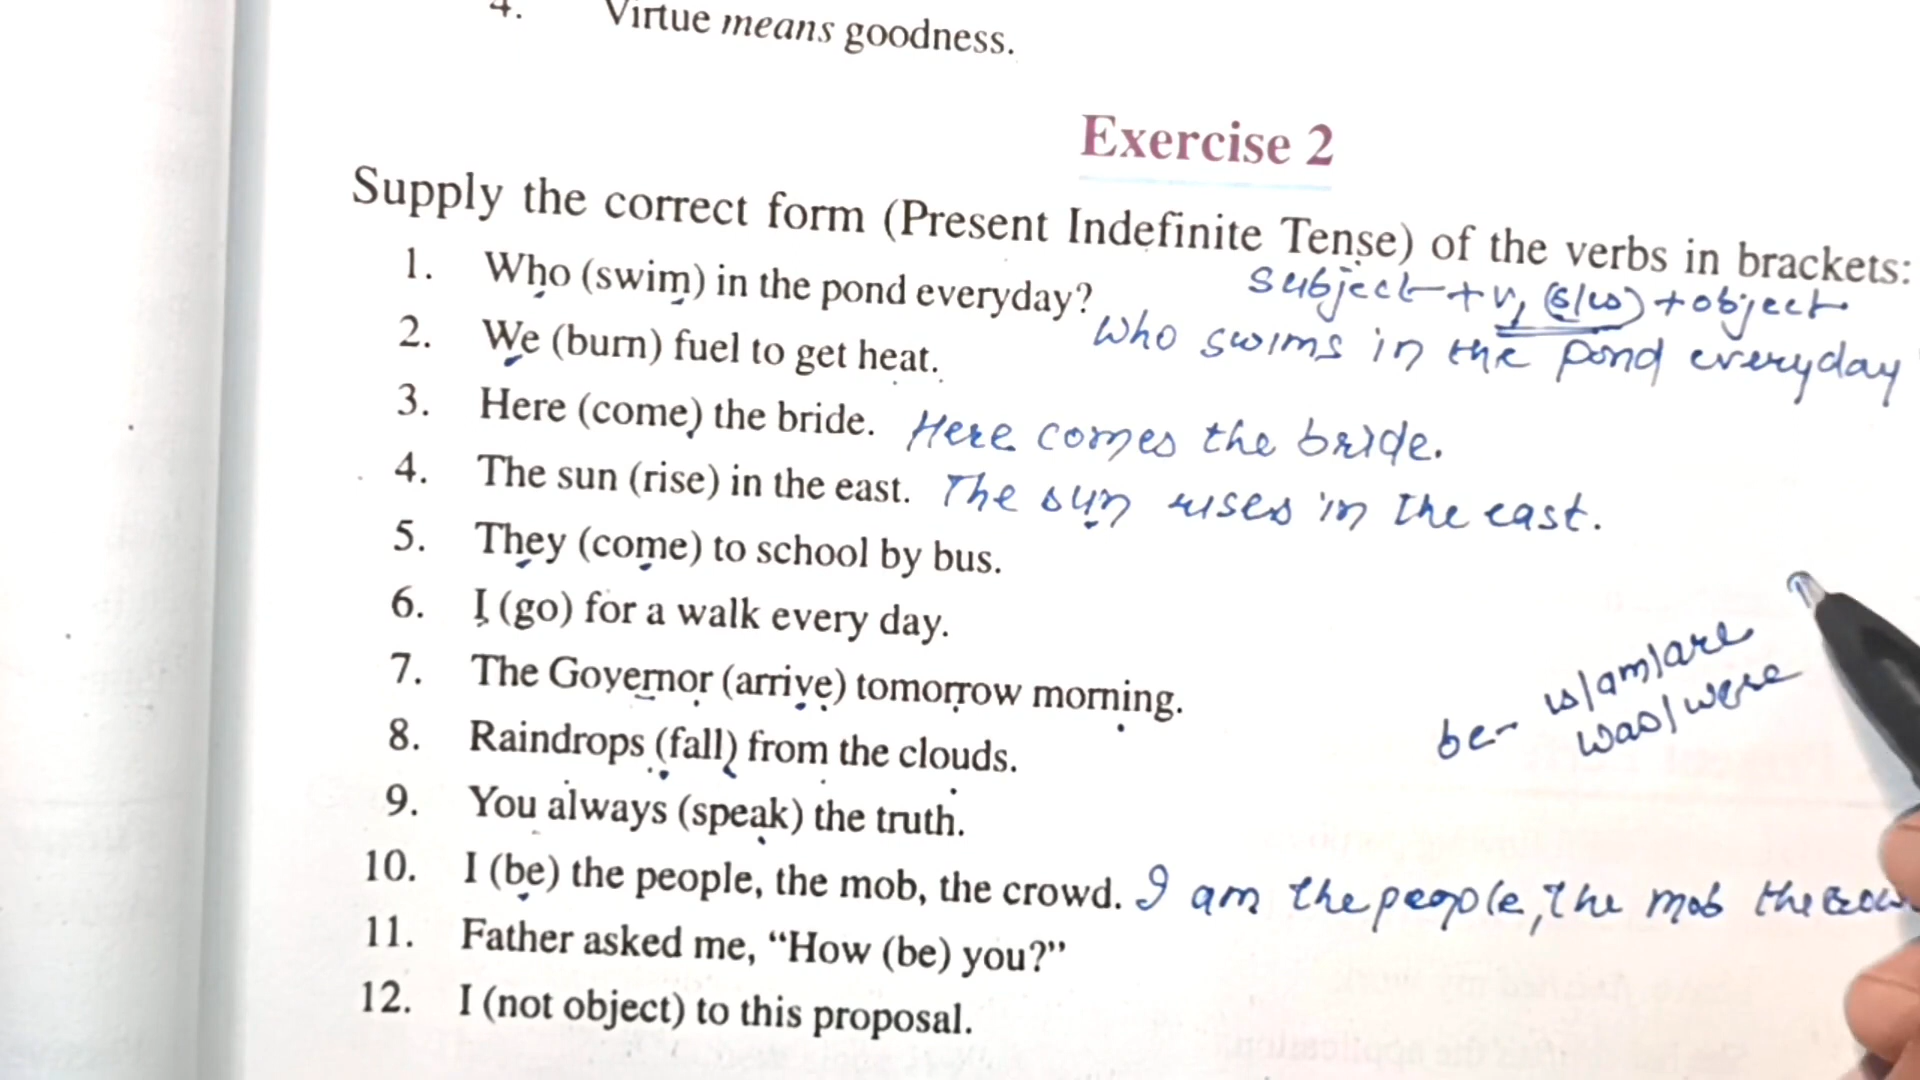 4. Virtue means goodness.
Exercise 2
Supply the correct form (Present Indefinite Tense) of the verbs in brackets:
1. Who (swim) in the pond everyday?
subject + v, (s/es) + object
who swims in the pond everyday
2. We (burn) fuel to get heat.
3. Here (come) the bride. Here comes the bride.
4. The sun (rise) in the east. The sun rises in the east.
5. They (come) to school by bus.
6. I (go) for a walk every day.
7. The Governor (arrive) tomorrow morning.
be - is/am/are
was/were
8. Raindrops (fall) from the clouds.
9. You always (speak) the truth.
10. I (be) the people, the mob, the crowd. I am the people, the mob the
11. Father asked me, “How (be) you?”
12. I (not object) to this proposal.